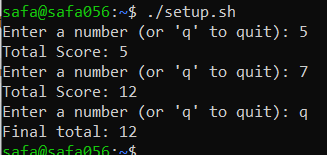 safa@safa056:~$ ./setup.sh
Enter a number (or 'q' to quit): 5
Total Score: 5
Enter a number (or 'q' to quit): 7
Total Score: 12
Enter a number (or 'q' to quit): q
Final total: 12
safa@safa056:~$